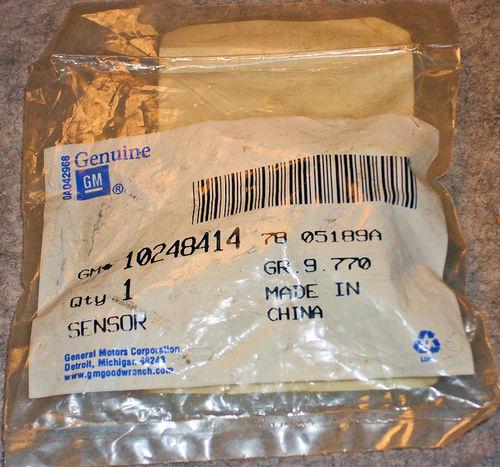 0A042968
Genuine
GM ®
GM# 10248414 78 05189A
Qty 1 GR. 9.770
SENSOR MADE IN
CHINA
General Motors Corporation
Detroit, Michigan, 48243
www.gmgoodwrench.com